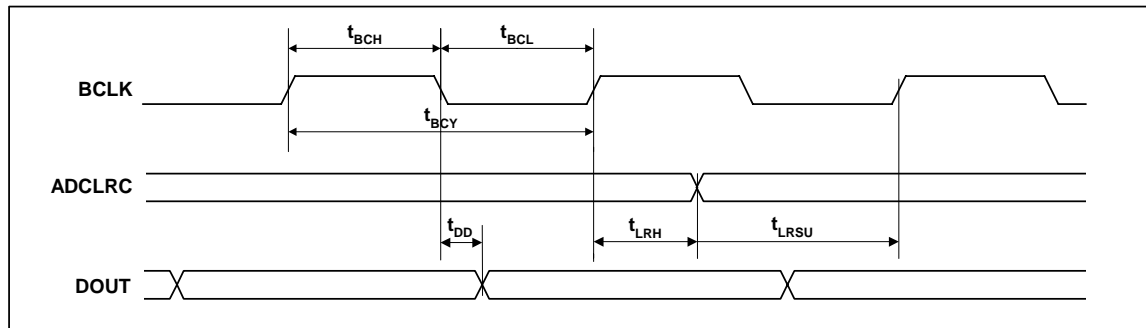 tBCH tBCL
BCLK
tBCY
ADCLRC
tDD tLRH tLRSU
DOUT